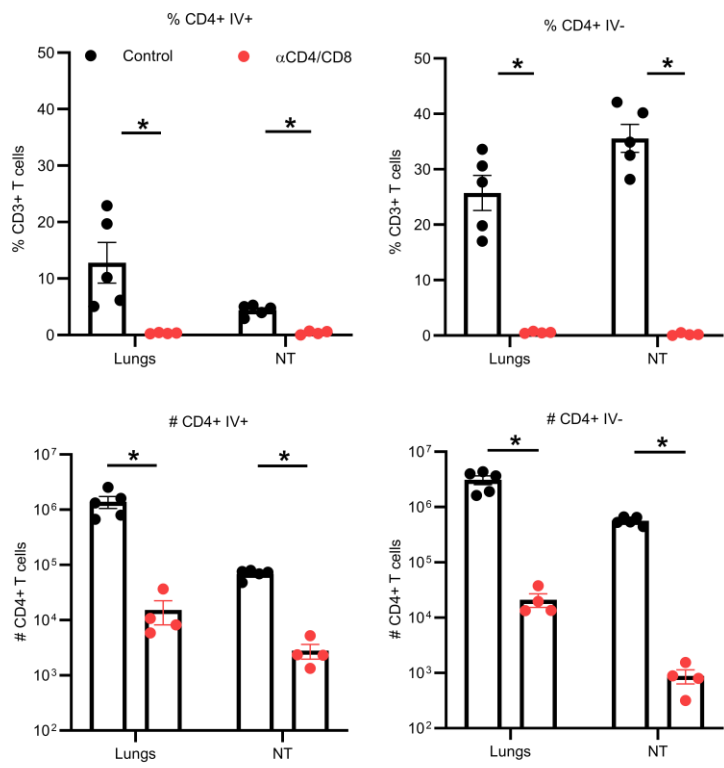 % CD4+ IV+
Control
αCD4/CD8
% CD3+ T cells
50
40
30
20
10
0
*
*
Lungs
NT
% CD4+ IV-
% CD3+ T cells
50
40
30
20
10
0
*
*
Lungs
NT
# CD4+ IV+
# CD4+ T cells
10⁷
10⁶
10⁵
10⁴
10³
10²
*
*
Lungs
NT
# CD4+ IV-
# CD4+ T cells
10⁷
10⁶
10⁵
10⁴
10³
10²
*
*
Lungs
NT